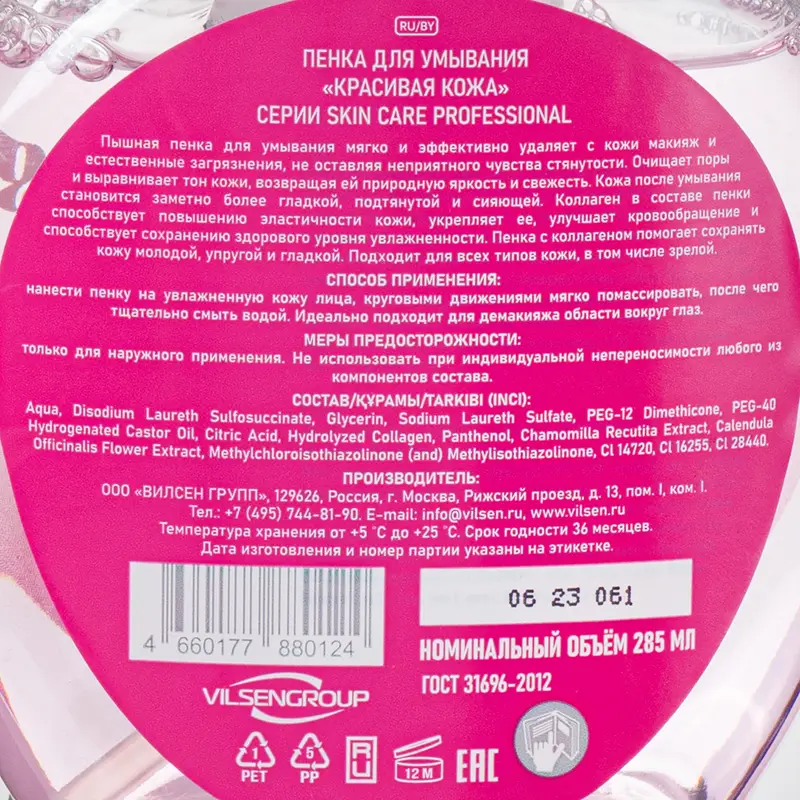 RU/BY
ПЕНКА ДЛЯ УМЫВАНИЯ
«КРАСИВАЯ КОЖА»
СЕРИИ SKIN CARE PROFESSIONAL
Пышная пенка для умывания мягко и эффективно удаляет с кожи макияж и
естественные загрязнения, не оставляя неприятного чувства стянутости. Очищает поры
и выравнивает тон кожи, возвращая ей природную яркость и свежесть. Кожа после умывания
становится заметно более гладкой, подтянутой и сияющей. Коллаген в составе пенки
способствует повышению эластичности кожи, укрепляет ее, улучшает кровообращение и
способствует сохранению здорового уровня увлажненности. Пенка с коллагеном помогает сохранять
кожу молодой, упругой и гладкой. Подходит для всех типов кожи, в том числе зрелой.
СПОСОБ ПРИМЕНЕНИЯ:
нанести пенку на увлажненную кожу лица, круговыми движениями мягко помассировать, после чего
тщательно смыть водой. Идеально подходит для демакияжа области вокруг глаз.
МЕРЫ ПРЕДОСТОРОЖНОСТИ:
только для наружного применения. Не использовать при индивидуальной непереносимости любого из
компонентов состава.
СОСТАВ/ҚҰРАМЫ/TARKIBI (INCI):
Aqua, Disodium Laureth Sulfosuccinate, Glycerin, Sodium Laureth Sulfate, PEG-12 Dimethicone, PEG-40
Hydrogenated Castor Oil, Citric Acid, Hydrolyzed Collagen, Panthenol, Chamomilla Recutita Extract, Calendula
Officinalis Flower Extract, Methylchloroisothiazolinone (and) Methylisothiazolinone, Cl 14720, Cl 16255, Cl 28440.
ПРОИЗВОДИТЕЛЬ:
ООО «ВИЛСЕН ГРУПП», 129626, Россия, г. Москва, Рижский проезд, д. 13, пом. I, ком. I.
Тел.: +7 (495) 744-81-90. E-mail: info@vilsen.ru, www.vilsen.ru
Температура хранения от +5 °C до +25 °C. Срок годности 36 месяцев.
Дата изготовления и номер партии указаны на этикетке.
06 23 061
4 660177 880124
НОМИНАЛЬНЫЙ ОБЪЁМ 285 МЛ
ГОСТ 31696-2012
VILSENGROUP
1 PET
5 PP
12 M
EAC